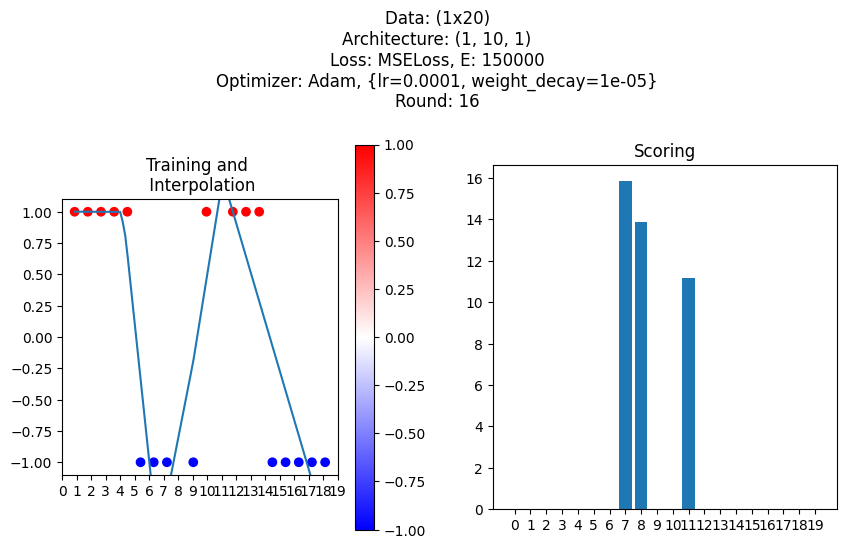 Data: (1x20)
Architecture: (1, 10, 1)
Loss: MSELoss, E: 150000
Optimizer: Adam, {lr=0.0001, weight_decay=1e-05}
Round: 16
Training and
Interpolation
1.00
0.75
0.50
0.25
0.00
−0.25
−0.50
−0.75
−1.00
0 1 2 3 4 5 6 7 8 9 10 11 12 13 14 15 16 17 18 19
1.00
0.75
0.50
0.25
0.00
−0.25
−0.50
−0.75
−1.00
Scoring
16
14
12
10
8
6
4
2
0
0 1 2 3 4 5 6 7 8 9 10 11 12 13 14 15 16 17 18 19